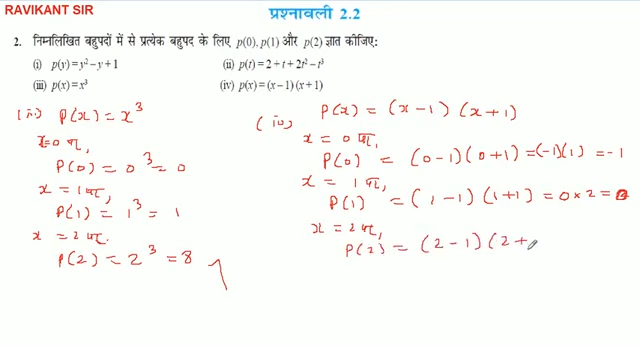 RAVIKANT SIR
प्रश्नावली 2.2
2. निम्नलिखित बहुपदों में से प्रत्येक बहुपद के लिए p(0), p(1) और p(2) ज्ञात कीजिए:
(i) p(y) = y² – y + 1
(ii) p(t) = 2 + t + 2t² – t³
(iii) p(x) = x³
(iv) p(x) = (x – 1) (x + 1)
(iii) P(x) = x³
x=0 पर,
P(0) = 0³ = 0
x = 1 पर,
P(1) = 1³ = 1
x = 2 पर.
P(2) = 2³ = 8
(iv) P(x) = (x – 1) (x + 1)
x = 0 पर,
P(0) = (0 – 1) (0 + 1) = (–1) (1) = –1
x = 1 पर,
P(1) = (1 – 1) (1 + 1) = 0 × 2 = 0
x = 2 पर,
P(2) = (2 – 1) (2 +